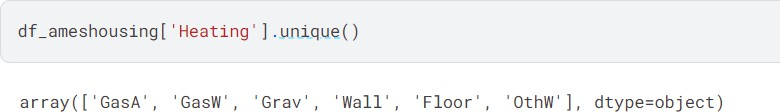 df_ameshousing['Heating'].unique()
array(['GasA', 'GasW', 'Grav', 'Wall', 'Floor', 'OthW'], dtype=object)